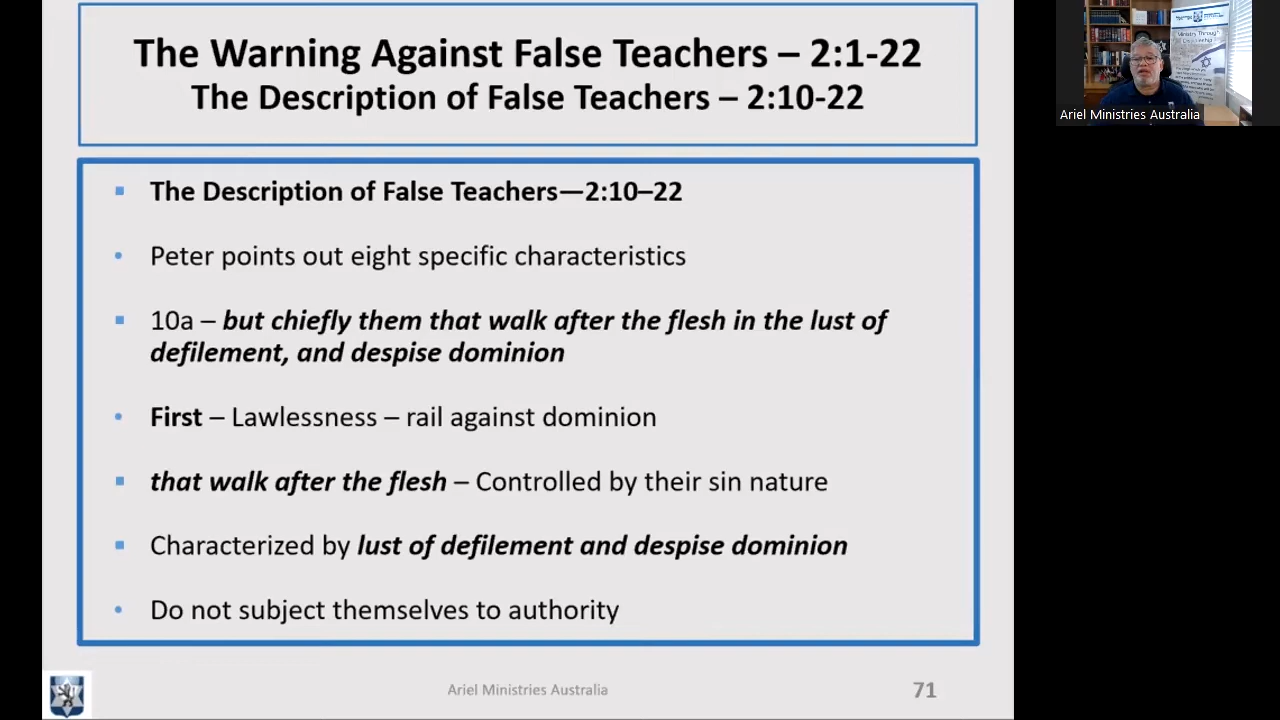 The Warning Against False Teachers – 2:1-22
The Description of False Teachers – 2:10-22
The Description of False Teachers—2:10–22
Peter points out eight specific characteristics
10a – but chiefly them that walk after the flesh in the lust of
defilement, and despise dominion
First – Lawlessness – rail against dominion
that walk after the flesh – Controlled by their sin nature
Characterized by lust of defilement and despise dominion
Do not subject themselves to authority
Ariel Ministries Australia
71
Ministry Through
Discipleship
Ariel Ministries Australia